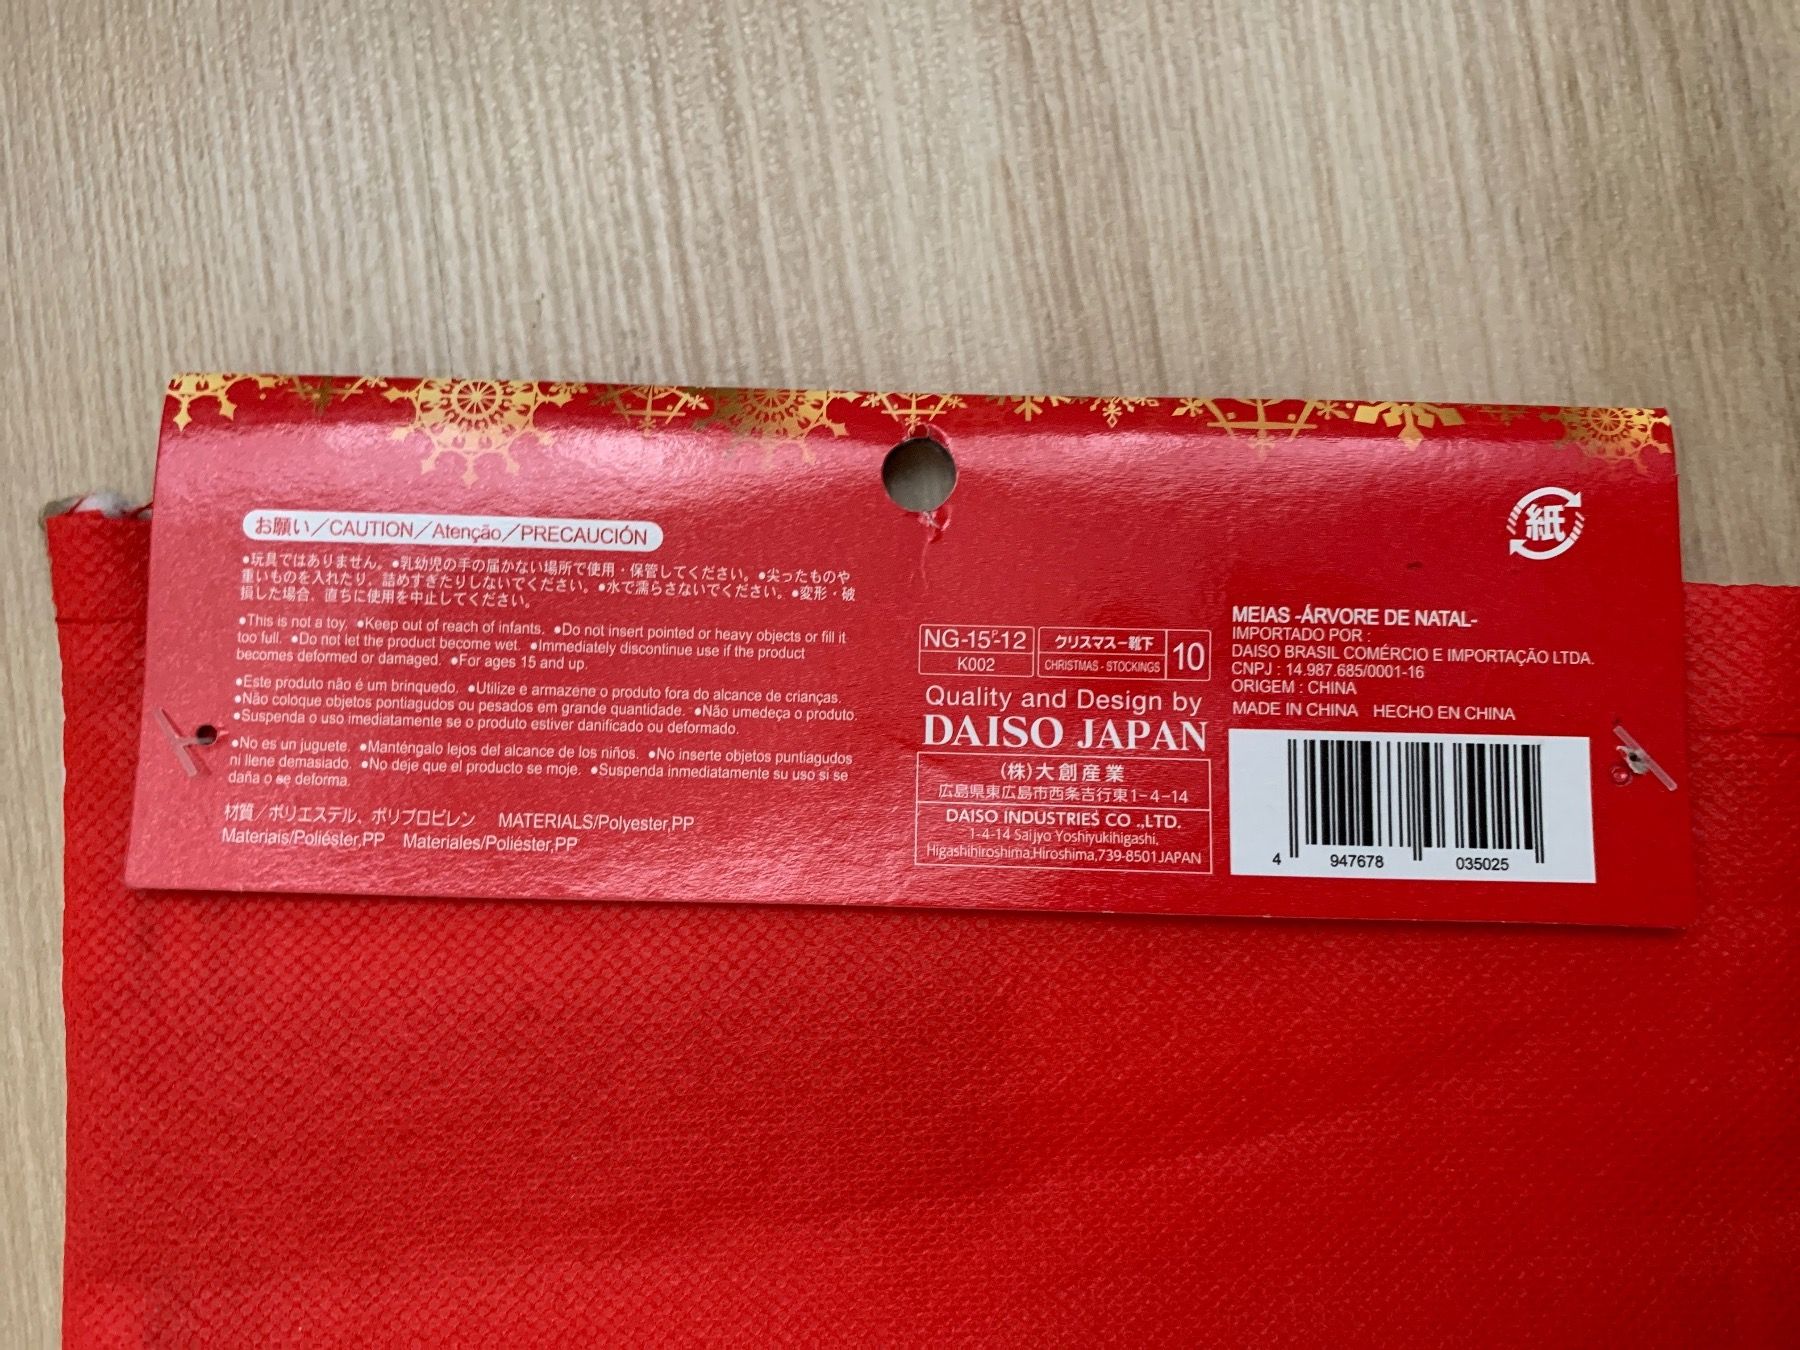 お願い／CAUTION／Atenção／PRECAUCIÓN
●玩具ではありません。●乳幼児の手の届かない場所で使用・保管してください。●尖ったものや
重いものを入れたり、詰めすぎたりしないでください。●水で濡らさないでください。●変形・破
損した場合、直ちに使用を中止してください。
●This is not a toy. ●Keep out of reach of infants. ●Do not insert pointed or heavy objects or fill it
too full. ●Do not let the product become wet. ●Immediately discontinue use if the product
becomes deformed or damaged. ●For ages 15 and up.
●Este produto não é um brinquedo. ●Utilize e armazene o produto fora do alcance de crianças.
●Não coloque objetos pontiagudos ou pesados em grande quantidade. ●Não umedeça o produto.
●Suspenda o uso imediatamente se o produto estiver danificado ou deformado.
●No es un juguete. ●Manténgalo lejos del alcance de los niños. ●No inserte objetos puntiagudos
ni llene demasiado. ●No deje que el producto se moje. ●Suspenda inmediatamente su uso si se
daña o se deforma.
材質／ポリエステル、ポリプロピレン MATERIALS/Polyester,PP
Materiais/Poliéster,PP Materiales/Poliéster,PP
NG-15P-12
K002
クリスマス－靴下
CHRISTMAS - STOCKINGS
10
Quality and Design by
DAISO JAPAN
(株)大創産業
広島県東広島市西条吉行東1−4−14
DAISO INDUSTRIES CO .,LTD.
1-4-14 Saijyo Yoshiyukihigashi,
Higashihiroshima,Hiroshima,739-8501JAPAN
紙
MEIAS -ÁRVORE DE NATAL-
IMPORTADO POR :
DAISO BRASIL COMÉRCIO E IMPORTAÇÃO LTDA.
CNPJ : 14.987.685/0001-16
ORIGEM : CHINA
MADE IN CHINA HECHO EN CHINA
4 947678 035025